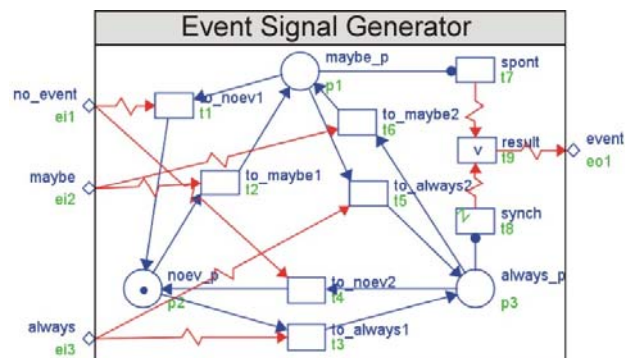 Event Signal Generator
maybe_p
p1
spont
t7
no_event
ei1
to_noev1
t1
to_maybe2
t6
result
v
t9
event
eo1
maybe
ei2
to_maybe1
t2
to_always2
t5
synch
t8
noev_p
p2
to_noev2
t4
always_p
p3
always
ei3
to_always1
t3